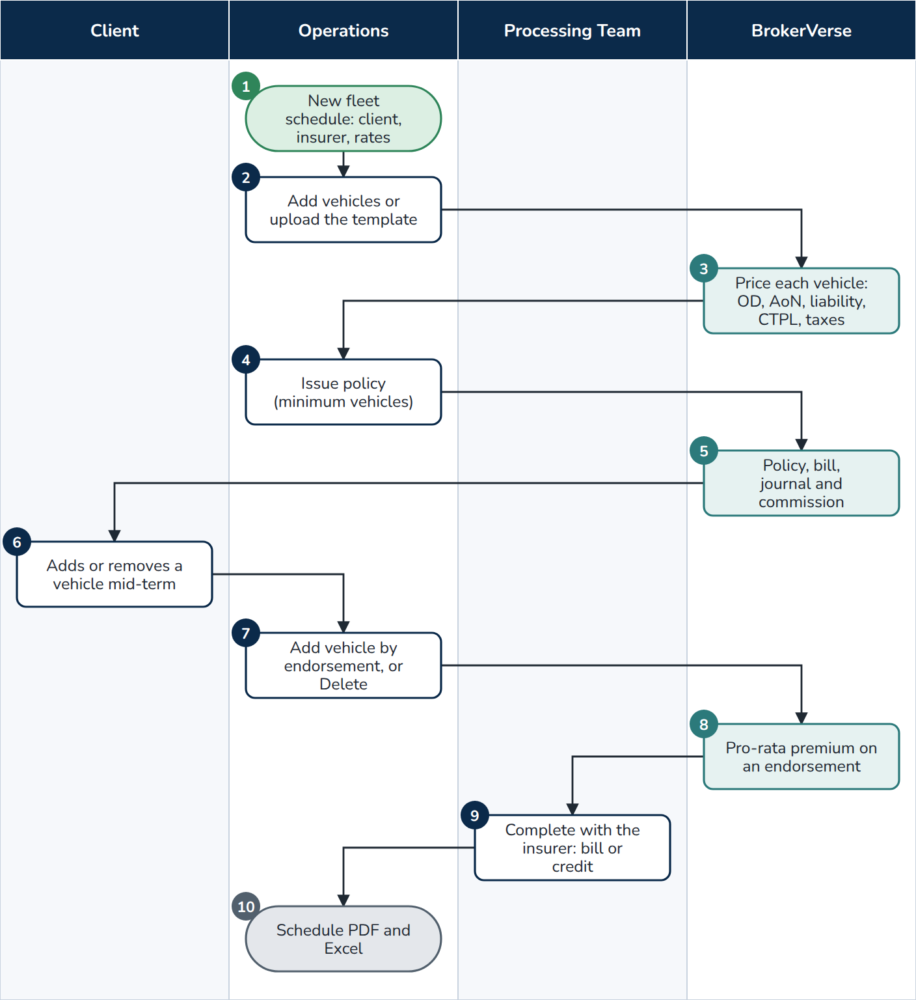 Client
Operations
Processing Team
BrokerVerse
1
New fleet
schedule: client,
insurer, rates
2
Add vehicles or
upload the template
3
Price each vehicle:
OD, AoN, liability,
CTPL, taxes
4
Issue policy
(minimum vehicles)
5
Policy, bill,
journal and
commission
6
Adds or removes a
vehicle mid-term
7
Add vehicle by
endorsement, or
Delete
8
Pro-rata premium on
an endorsement
9
Complete with the
insurer: bill or
credit
10
Schedule PDF and
Excel